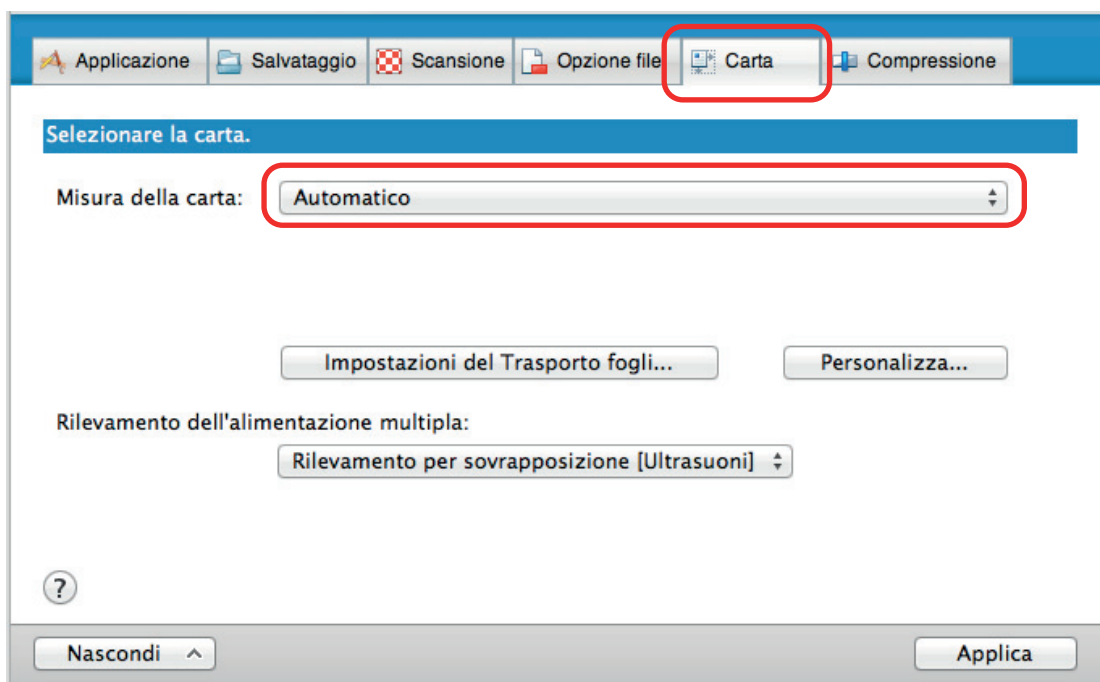 Applicazione Salvataggio Scansione Opzione file Carta Compressione
Selezionare la carta.
Misura della carta: Automatico
Impostazioni del Trasporto fogli... Personalizza...
Rilevamento dell'alimentazione multipla:
Rilevamento per sovrapposizione [Ultrasuoni]
?
Nascondi Applica